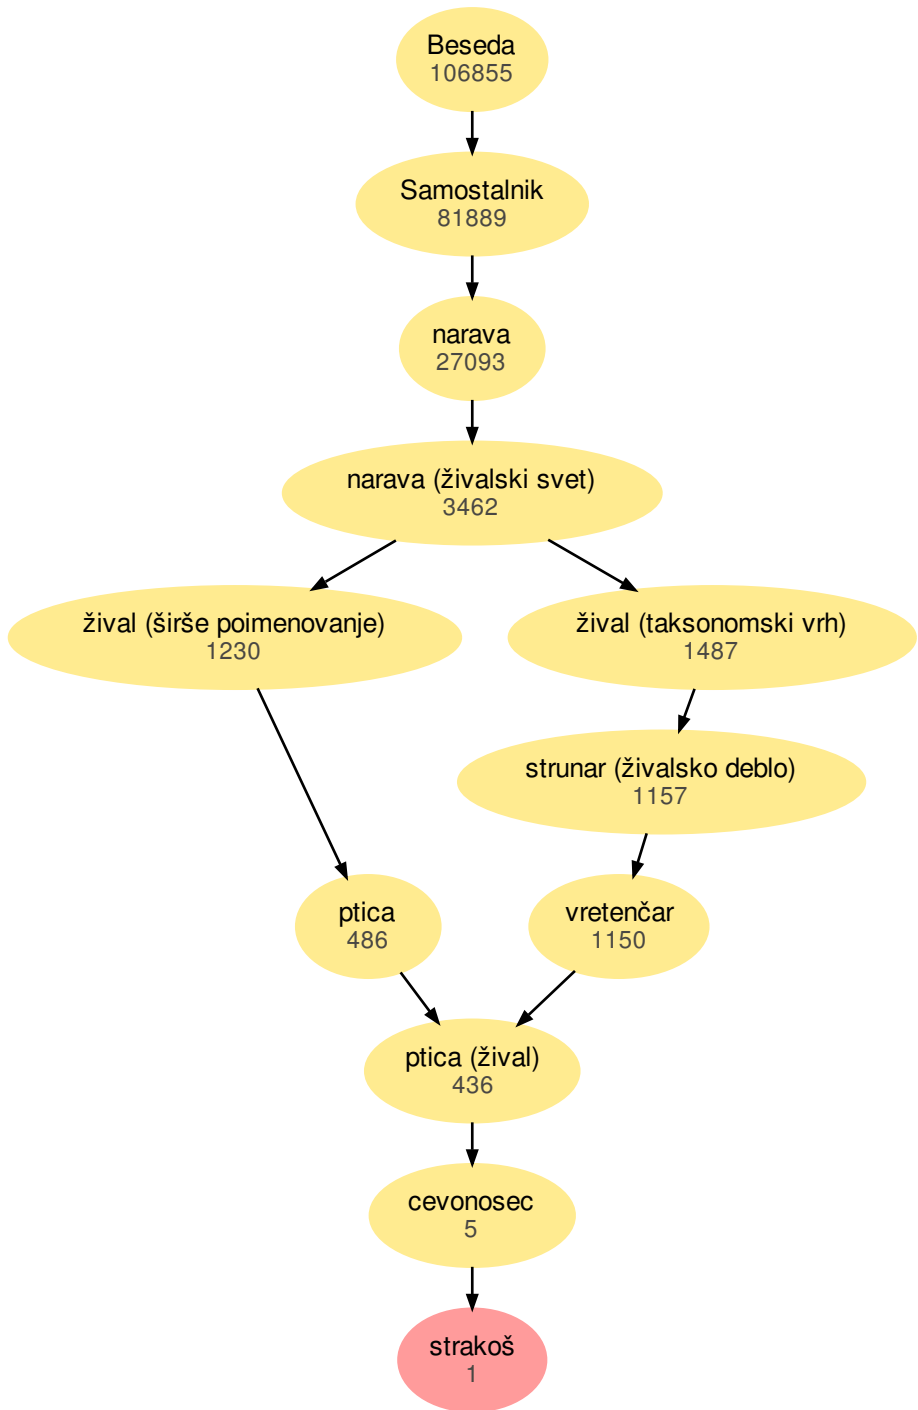 Beseda
106855
Samostalnik
81889
narava
27093
narava (živalski svet)
3462
žival (širše poimenovanje)
1230
žival (taksonomski vrh)
1487
strunar (živalsko deblo)
1157
ptica
486
vretenčar
1150
ptica (žival)
436
cevonosec
5
strakoš
1